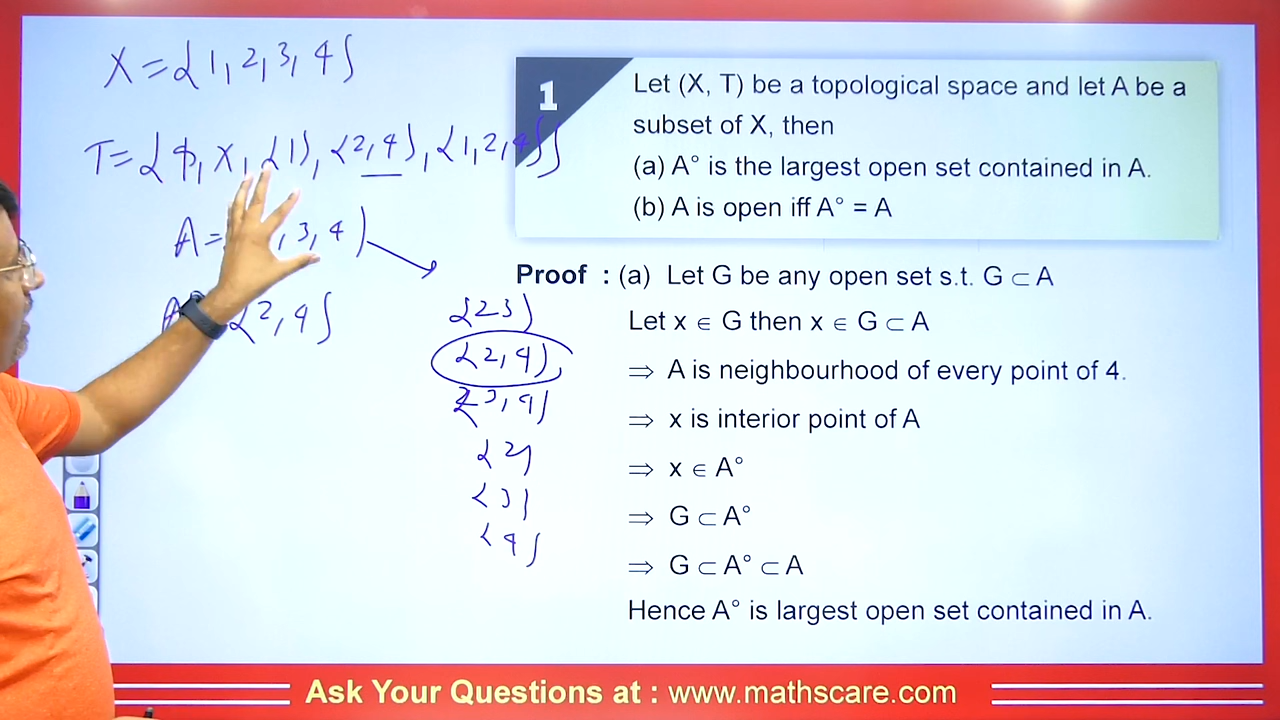 X = {1, 2, 3, 4}
T = {ϕ, X, {1}, {2, 4}, {1, 2, 4}}
A = , 3, 4}
A {2, 4}
{2 3}
{2, 4}
{3, 4}
{2}
{3}
{4}
1
Let (X, T) be a topological space and let A be a
subset of X, then
(a) A° is the largest open set contained in A.
(b) A is open iff A° = A
Proof : (a) Let G be any open set s.t. G ⊂ A
Let x ∈ G then x ∈ G ⊂ A
⇒ A is neighbourhood of every point of 4.
⇒ x is interior point of A
⇒ x ∈ A°
⇒ G ⊂ A°
⇒ G ⊂ A° ⊂ A
Hence A° is largest open set contained in A.
Ask Your Questions at : www.mathscare.com